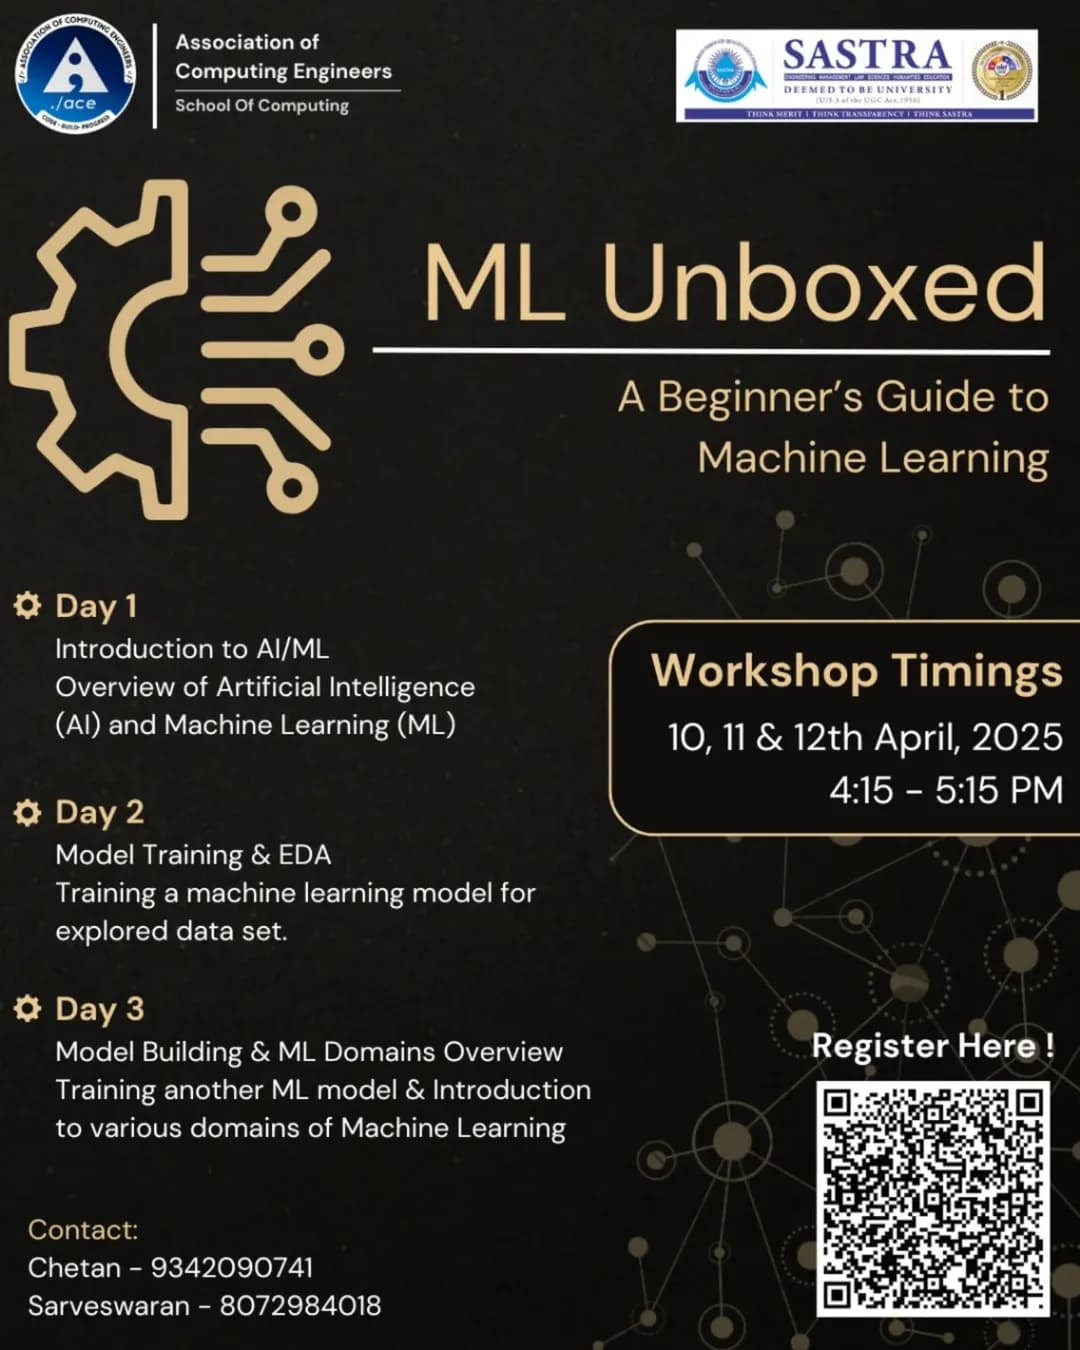 ASSOCIATION OF COMPUTING ENGINEERS
./ace
CODE - BUILD - PROGRESS
Association of
Computing Engineers
School Of Computing
SASTRA
ENGINEERING MANAGEMENT LAW SCIENCES HUMANITIES EDUCATION
DEEMED TO BE UNIVERSITY
(U/S 3 of the UGC Act, 1956)
THINK MERIT | THINK TRANSPARENCY | THINK SASTRA
ML Unboxed
A Beginner's Guide to
Machine Learning
Day 1
Introduction to AI/ML
Overview of Artificial Intelligence
(AI) and Machine Learning (ML)
Workshop Timings
10, 11 & 12th April, 2025
4:15 – 5:15 PM
Day 2
Model Training & EDA
Training a machine learning model for
explored data set.
Day 3
Model Building & ML Domains Overview
Training another ML model & Introduction
to various domains of Machine Learning
Register Here !
Contact:
Chetan – 9342090741
Sarveswaran – 8072984018